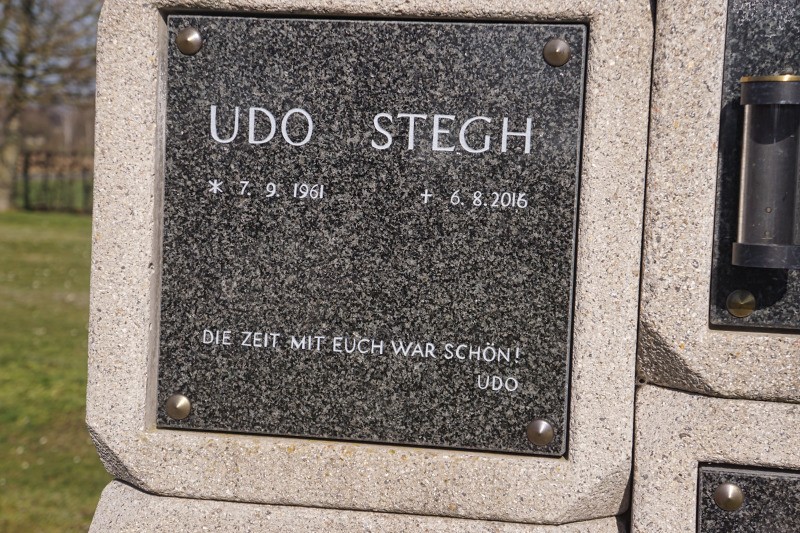 UDO STEGH
* 7. 9. 1961 ✝ 6. 8. 2016
DIE ZEIT MIT EUCH WAR SCHÖN!
UDO